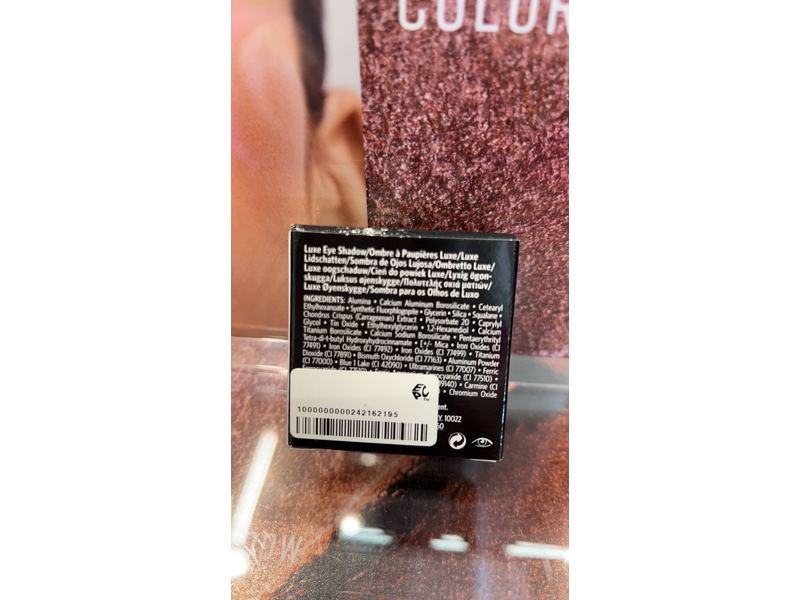 COLOR
Luxe Eye Shadow/Ombre à Paupières Luxe/Luxe
Lidschatten/Sombra de Ojos Lujosa/Ombretto Luxe/
Luxe oogschaduw/Cień do powiek Luxe/Lyxig ögon-
skugga/Luksus øjenskygge/Πολυτελής σκιά ματιών/
Luxe Øyenskygge/Sombra para os Olhos de Luxo
INGREDIENTS: Alumina • Calcium Aluminum Borosilicate • Cetearyl
Ethylhexanoate • Synthetic Fluorphlogopite • Glycerin • Silica • Squalane •
Chondrus Crispus (Carrageenan) Extract • Polysorbate 20 • Caprylyl
Glycol • Tin Oxide • Ethylhexylglycerin • 1,2-Hexanediol • Calcium
Titanium Borosilicate • Calcium Sodium Borosilicate • Pentaerythrityl
Tetra-di-t-butyl Hydroxyhydrocinnamate • [+/- Mica • Iron Oxides (CI
77491) • Iron Oxides (CI 77492) • Iron Oxides (CI 77499) • Titanium
Dioxide (CI 77891) • Bismuth Oxychloride (CI 77163) • Aluminum Powder
(CI 77000) • Blue 1 Lake (CI 42090) • Ultramarines (CI 77007) • Ferric
Ferrocyanide (CI 77510) •
• Carmine (CI
• Chromium Oxide
10022
1000000000242162195